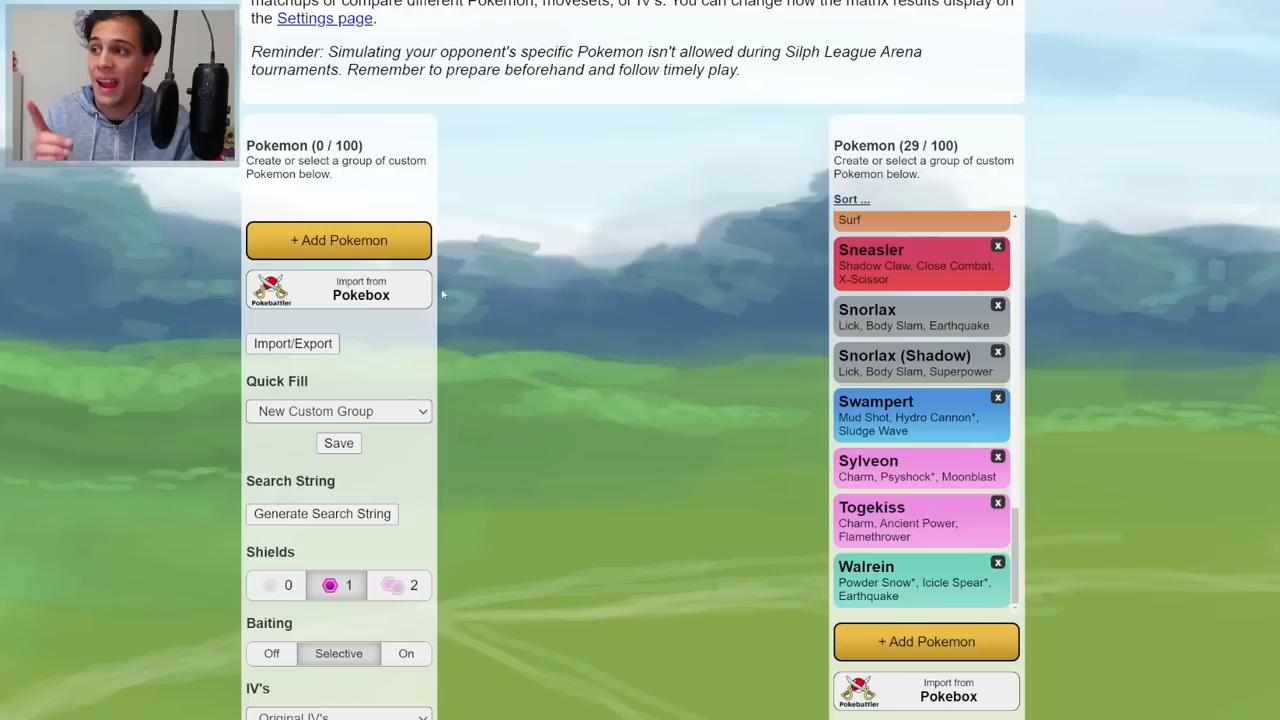 matchups or compare different Pokemon, movesets, or IV's. You can change how the matrix results display on
the Settings page.
Reminder: Simulating your opponent's specific Pokemon isn't allowed during Silph League Arena
tournaments. Remember to prepare beforehand and follow timely play.
Pokemon (0 / 100)
Create or select a group of custom
Pokemon below.
+ Add Pokemon
Pokebattler
Import from
Pokebox
Import/Export
Quick Fill
New Custom Group
Save
Search String
Generate Search String
Shields
0
1
2
Baiting
Off
Selective
On
IV's
Original IV's
Pokemon (29 / 100)
Create or select a group of custom
Pokemon below.
Sort ...
Surf
Sneasler
x
Shadow Claw, Close Combat,
X-Scissor
Snorlax
x
Lick, Body Slam, Earthquake
Snorlax (Shadow)
x
Lick, Body Slam, Superpower
Swampert
x
Mud Shot, Hydro Cannon*,
Sludge Wave
Sylveon
x
Charm, Psyshock*, Moonblast
Togekiss
x
Charm, Ancient Power,
Flamethrower
Walrein
x
Powder Snow*, Icicle Spear*,
Earthquake
+ Add Pokemon
Pokebattler
Import from
Pokebox